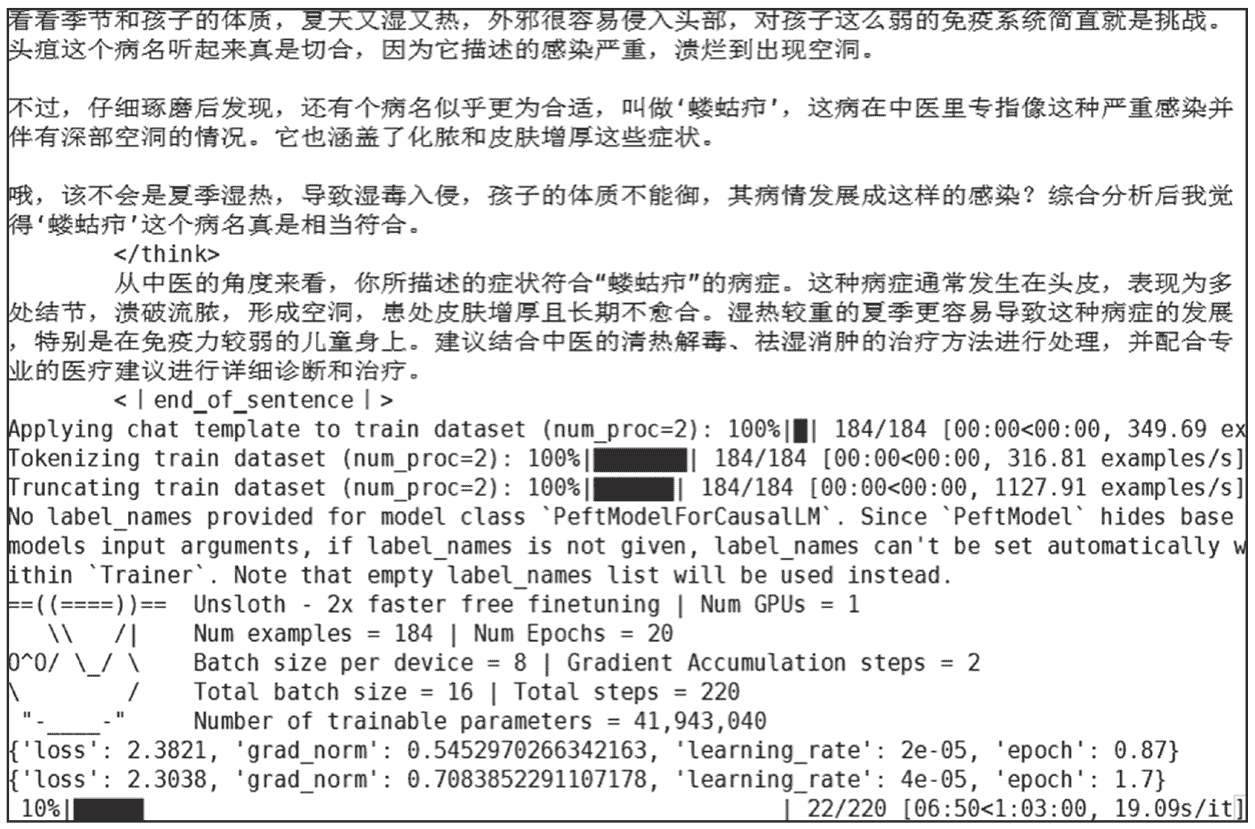 看看季节和孩子的体质，夏天又湿又热，外邪很容易侵入头部，对孩子这么弱的免疫系统简直就是挑战。
头疽这个病名听起来真是切合，因为它描述的感染严重，溃烂到出现空洞。
不过，仔细琢磨后发现，还有个病名似乎更为合适，叫做‘蝼蛄疖’，这病在中医里专指像这种严重感染并
伴有深部空洞的情况。它也涵盖了化脓和皮肤增厚这些症状。
哦，该不会是夏季湿热，导致湿毒入侵，孩子的体质不能御，其病情发展成这样的感染？综合分析后我觉
得‘蝼蛄疖’这个病名真是相当符合。
</think>
从中医的角度来看，你所描述的症状符合“蝼蛄疖”的病症。这种病症通常发生在头皮，表现为多
处结节，溃破流脓，形成空洞，患处皮肤增厚且长期不愈合。湿热较重的夏季更容易导致这种病症的发展
，特别是在免疫力较弱的儿童身上。建议结合中医的清热解毒、祛湿消肿的治疗方法进行处理，并配合专
业的医疗建议进行详细诊断和治疗。
<｜end_of_sentence｜>
Applying chat template to train dataset (num_proc=2): 100%|█| 184/184 [00:00<00:00, 349.69 ex
Tokenizing train dataset (num_proc=2): 100%|███████| 184/184 [00:00<00:00, 316.81 examples/s]
Truncating train dataset (num_proc=2): 100%|██████| 184/184 [00:00<00:00, 1127.91 examples/s]
No label_names provided for model class `PeftModelForCausalLM`. Since `PeftModel` hides base
models input arguments, if label_names is not given, label_names can't be set automatically w
ithin `Trainer`. Note that empty label_names list will be used instead.
==((====))==  Unsloth - 2x faster free finetuning | Num GPUs = 1
   \\   /|    Num examples = 184 | Num Epochs = 20
O^O/ \_/ \    Batch size per device = 8 | Gradient Accumulation steps = 2
\        /    Total batch size = 16 | Total steps = 220
 "-____-"     Number of trainable parameters = 41,943,040
{'loss': 2.3821, 'grad_norm': 0.5452970266342163, 'learning_rate': 2e-05, 'epoch': 0.87}
{'loss': 2.3038, 'grad_norm': 0.7083852291107178, 'learning_rate': 4e-05, 'epoch': 1.7}
 10%|█████ | 22/220 [06:50<1:03:00, 19.09s/it]